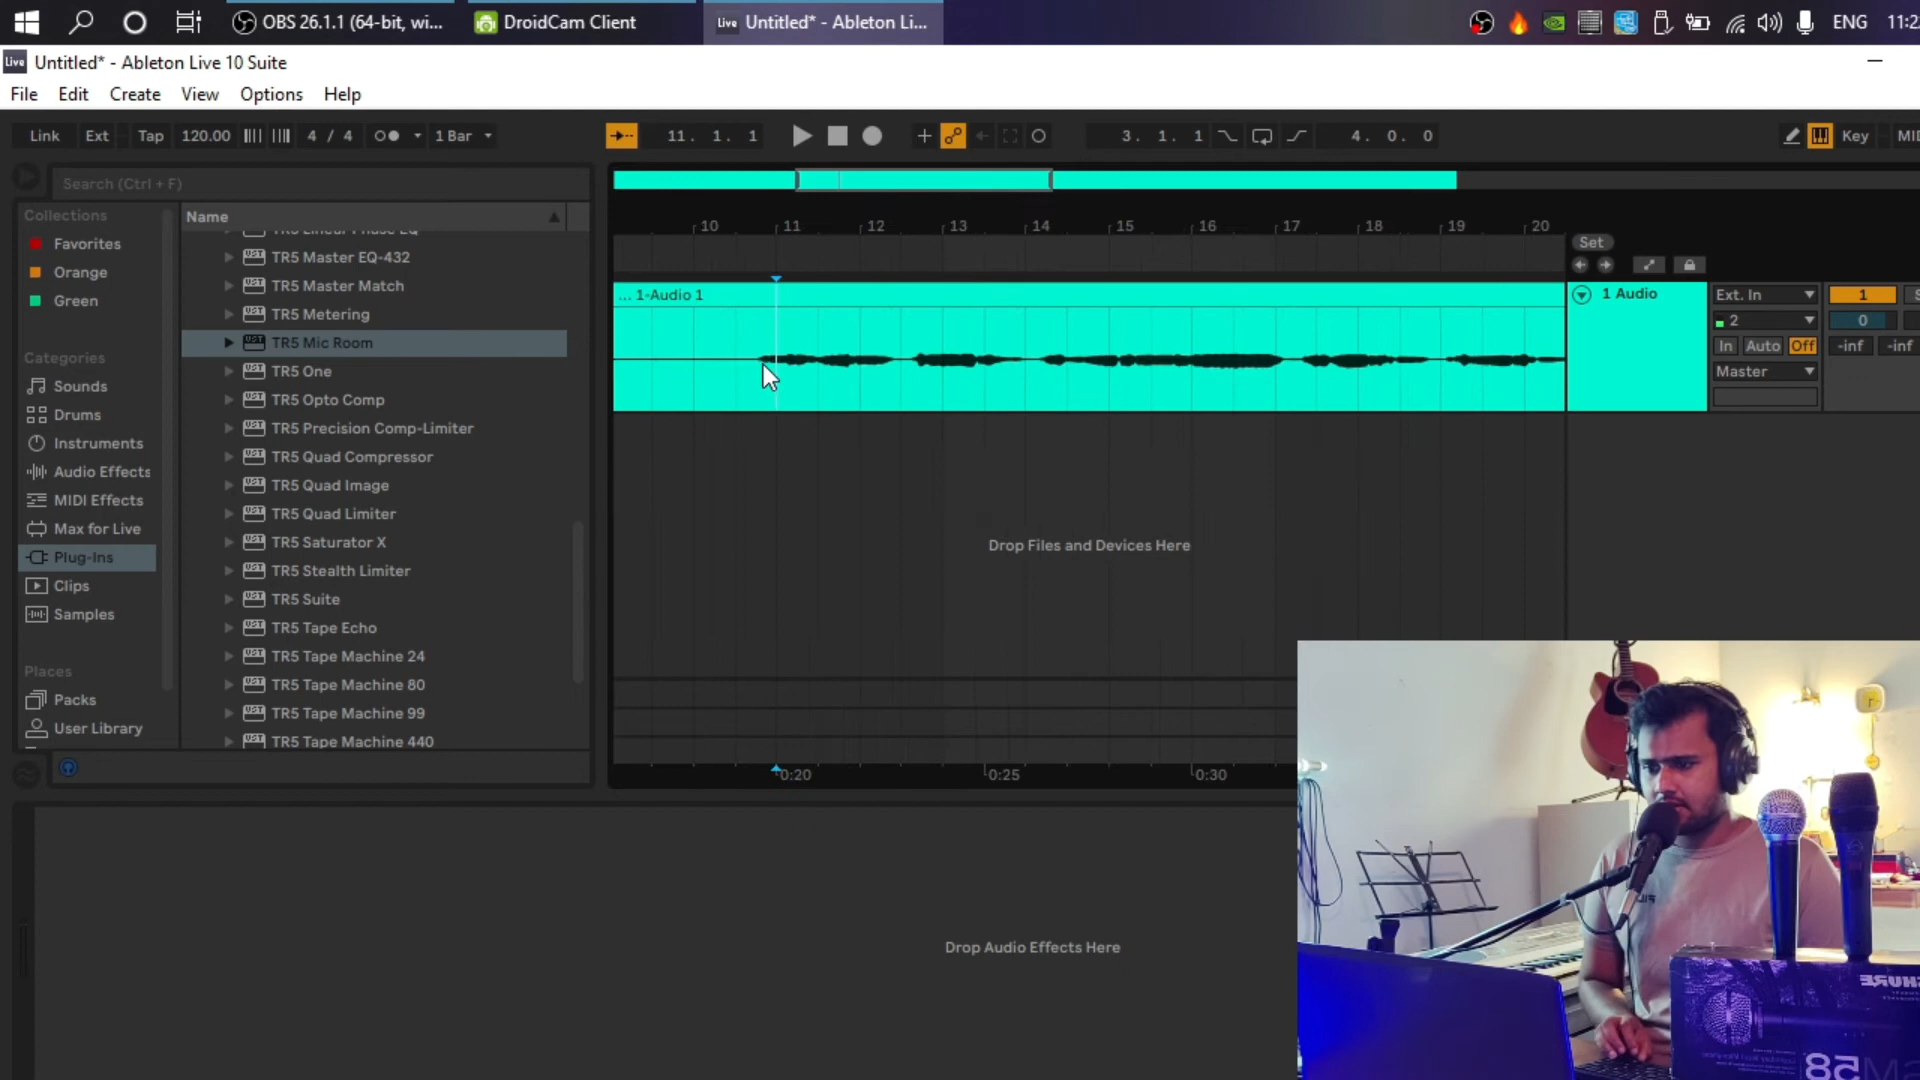 OBS 26.1.1 (64-bit, wi...
DroidCam Client
Live Untitled* - Ableton Li...
ENG
Live Untitled* - Ableton Live 10 Suite
File Edit Create View Options Help
Link Ext Tap 120.00 4 / 4 1 Bar 11. 1. 1 3. 1. 1 4. 0. 0 Key
Search (Ctrl + F)
Collections
Favorites
Orange
Green
Categories
Sounds
Drums
Instruments
Audio Effects
MIDI Effects
Max for Live
Plug-Ins
Clips
Samples
Places
Packs
User Library
Name
TR5 Linear Phase EQ
TR5 Master EQ-432
TR5 Master Match
TR5 Metering
TR5 Mic Room
TR5 One
TR5 Opto Comp
TR5 Precision Comp-Limiter
TR5 Quad Compressor
TR5 Quad Image
TR5 Quad Limiter
TR5 Saturator X
TR5 Stealth Limiter
TR5 Suite
TR5 Tape Echo
TR5 Tape Machine 24
TR5 Tape Machine 80
TR5 Tape Machine 99
TR5 Tape Machine 440
10 11 12 13 14 15 16 17 18 19 20
Set
... 1-Audio 1
1 Audio
Ext. In 1 S
2 0
In Auto Off -inf -inf
Master
Drop Files and Devices Here
0:20 0:25 0:30
Drop Audio Effects Here
SHURE
58